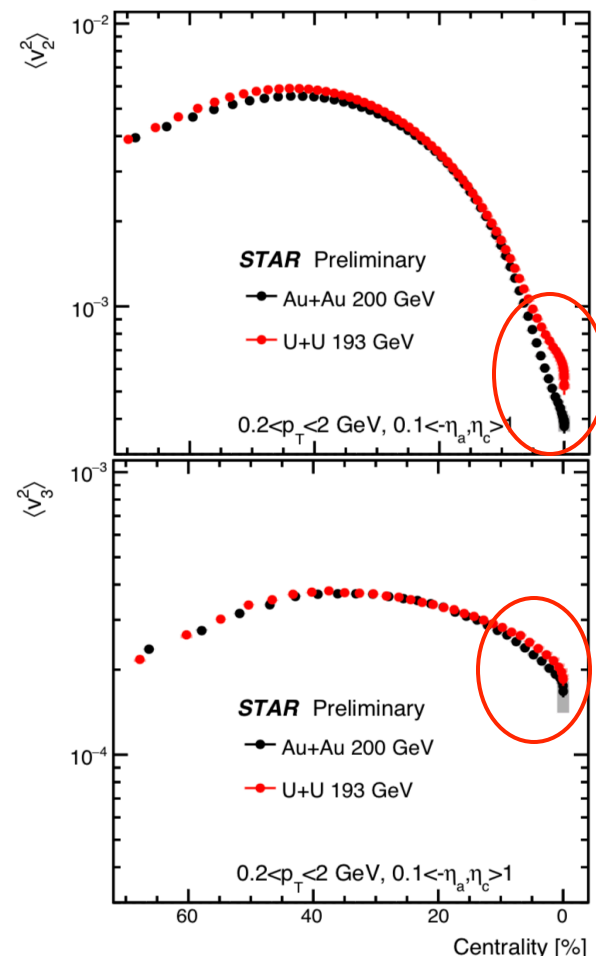 10⁻²
⟨v₂²⟩
STAR Preliminary
Au+Au 200 GeV
10⁻³
U+U 193 GeV
0.2<p_T<2 GeV, 0.1<-η_a,η_c>1
10⁻³
⟨v₃²⟩
STAR Preliminary
10⁻⁴
Au+Au 200 GeV
U+U 193 GeV
0.2<p_T<2 GeV, 0.1<-η_a,η_c>1
60 40 20 0
Centrality [%]